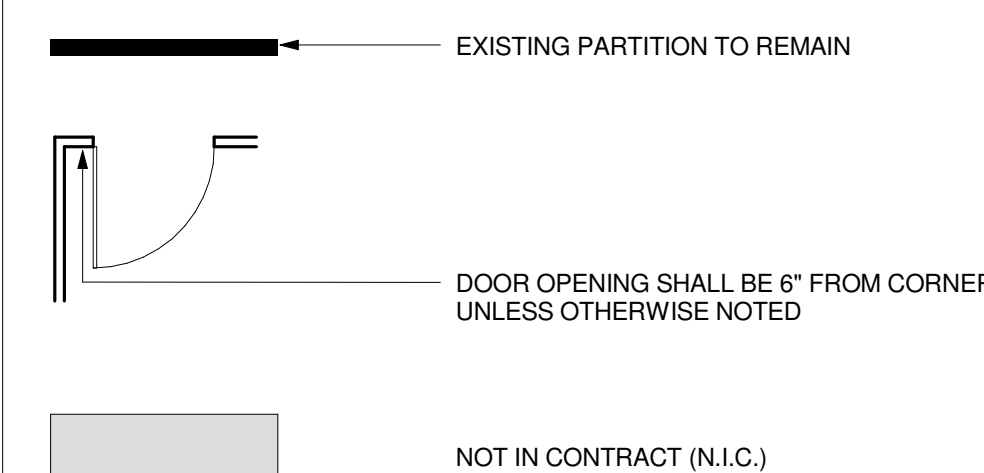 EXISTING PARTITION TO REMAIN
DOOR OPENING SHALL BE 6" FROM CORNER
UNLESS OTHERWISE NOTED
NOT IN CONTRACT (N.I.C.)